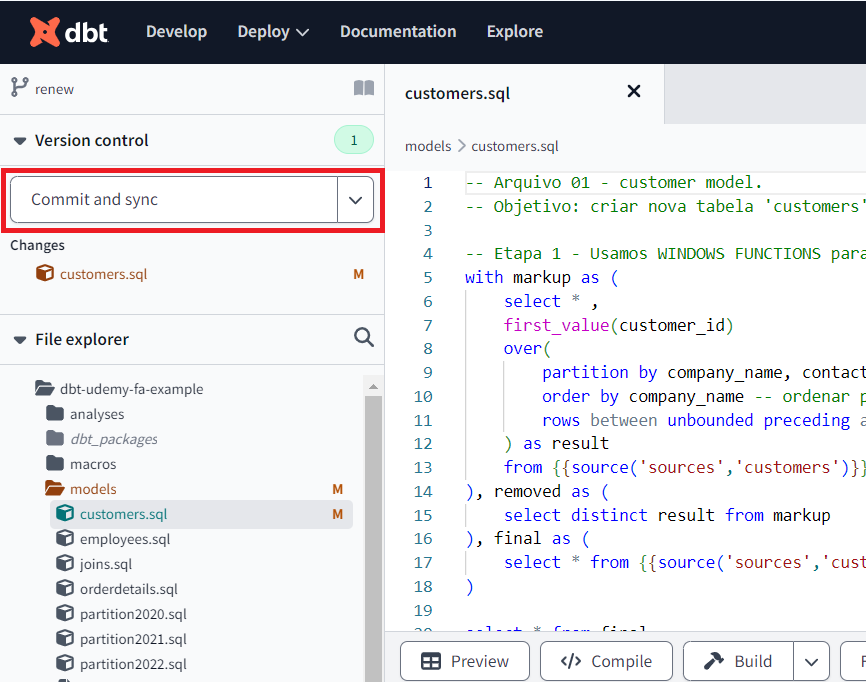 dbt
Develop
Deploy
Documentation
Explore
renew
Version control
1
Commit and sync
Changes
customers.sql
M
File explorer
dbt-udemy-fa-example
analyses
dbt_packages
macros
models
M
customers.sql
M
employees.sql
joins.sql
orderdetails.sql
partition2020.sql
partition2021.sql
partition2022.sql
customers.sql
models > customers.sql
1 -- Arquivo 01 - customer model.
2 -- Objetivo: criar nova tabela 'customers'
3
4 -- Etapa 1 - Usamos WINDOWS FUNCTIONS para
5 with markup as (
6 select * ,
7 first_value(customer_id)
8 over(
9 partition by company_name, contact
10 order by company_name -- ordenar p
11 rows between unbounded preceding a
12 ) as result
13 from {{source('sources','customers')}}
14 ), removed as (
15 select distinct result from markup
16 ), final as (
17 select * from {{source('sources','cust
18 )
19
20 select * from final
Preview
</> Compile
Build